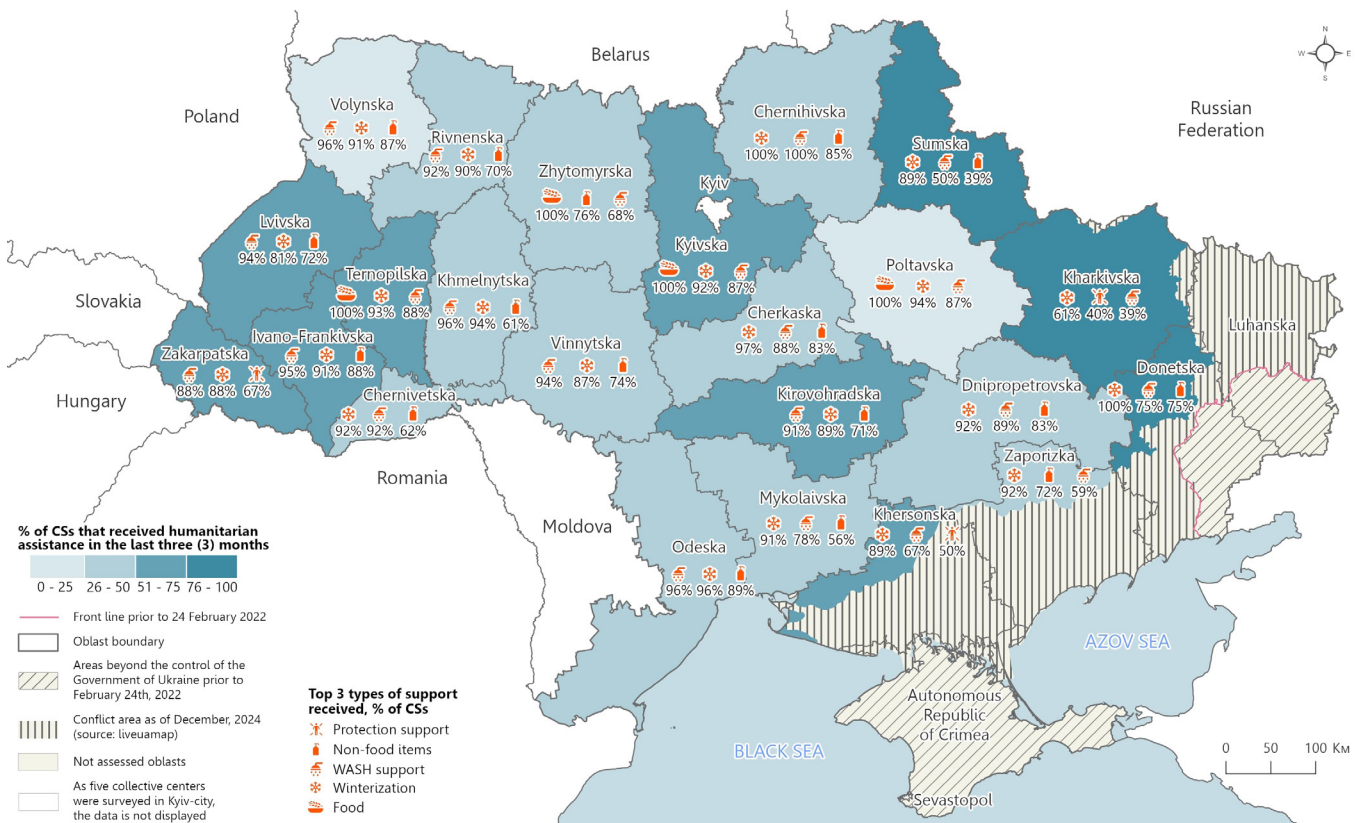 Belarus
Poland
Russian
Federation
Slovakia
Hungary
Romania
Moldova
Volynska
96% 91% 87%
Rivnenska
92% 90% 70%
Zhytomyrska
100% 76% 68%
Kyiv
Kyivska
100% 92% 87%
Chernihivska
100% 100% 85%
Sumska
89% 50% 39%
Lvivska
94% 81% 72%
Ternopilska
100% 93% 88%
Khmelnytska
96% 94% 61%
Vinnytska
94% 87% 74%
Cherkaska
97% 88% 83%
Poltavska
100% 94% 87%
Kharkivska
61% 40% 39%
Luhanska
Zakarpatska
88% 88% 67%
Ivano-Frankivska
95% 91% 88%
Chernivetska
92% 92% 62%
Kirovohradska
91% 89% 71%
Dnipropetrovska
92% 89% 83%
Donetska
100% 75% 75%
Zaporizka
92% 72% 59%
Mykolaivska
91% 78% 56%
Khersonska
89% 67% 50%
Odeska
96% 96% 89%
AZOV SEA
BLACK SEA
Autonomous
Republic
of Crimea
Sevastopol
N
W E
S
0 50 100 Км
% of CSs that received humanitarian
assistance in the last three (3) months
0 - 25 26 - 50 51 - 75 76 - 100
Front line prior to 24 February 2022
Oblast boundary
Areas beyond the control of the
Government of Ukraine prior to
February 24th, 2022
Conflict area as of December, 2024
(source: liveuamap)
Not assessed oblasts
As five collective centers
were surveyed in Kyiv-city,
the data is not displayed
Top 3 types of support
received, % of CSs
Protection support
Non-food items
WASH support
Winterization
Food